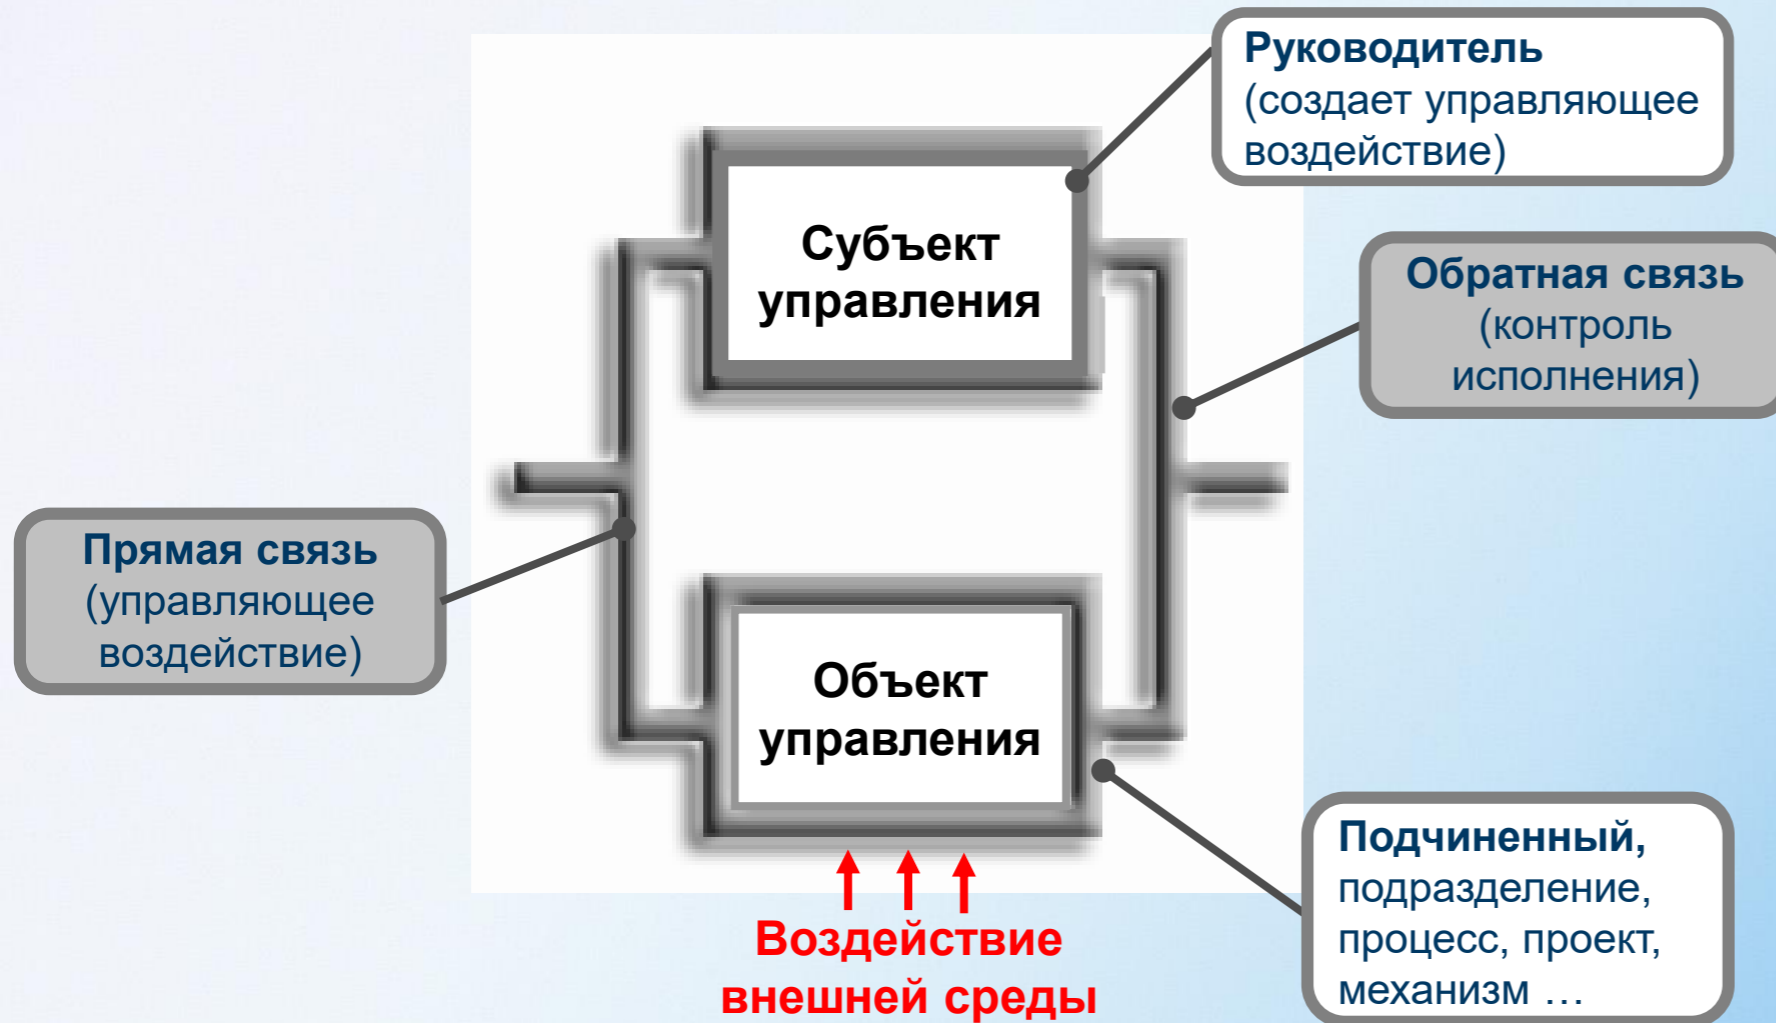 Руководитель
(создает управляющее
воздействие)
Субъект
управления
Обратная связь
(контроль
исполнения)
Прямая связь
(управляющее
воздействие)
Объект
управления
Подчиненный,
подразделение,
процесс, проект,
механизм …
Воздействие
внешней среды